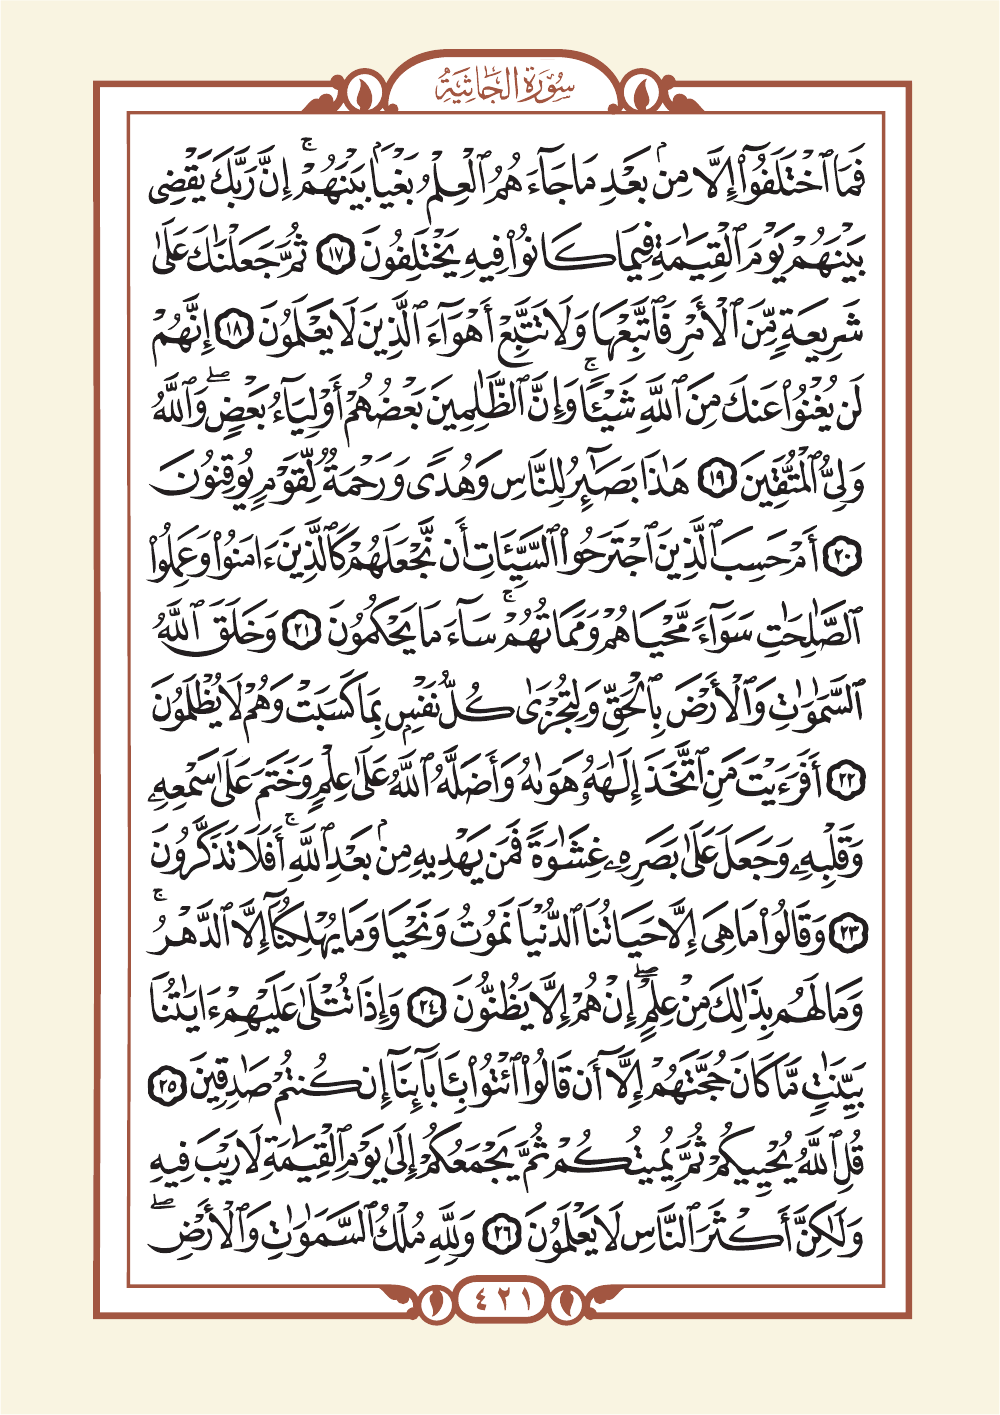 سُورَةُ الجَاثِيَةِ
فَمَا ٱخْتَلَفُوٓا۟ إِلَّا مِنۢ بَعْدِ مَا جَآءَهُمُ ٱلْعِلْمُ بَغْيَۢا بَيْنَهُمْ ۚ إِنَّ رَبَّكَ يَقْضِى
بَيْنَهُمْ يَوْمَ ٱلْقِيَـٰمَةِ فِيمَا كَانُوا۟ فِيهِ يَخْتَلِفُونَ ١٧ ثُمَّ جَعَلْنَـٰكَ عَلَىٰ
شَرِيعَةٍ مِّنَ ٱلْأَمْرِ فَٱتَّبِعْهَا وَلَا تَتَّبِعْ أَهْوَآءَ ٱلَّذِينَ لَا يَعْلَمُونَ ١٨ إِنَّهُمْ
لَن يُغْنُوا۟ عَنكَ مِنَ ٱللَّهِ شَيْـًٔا ۚ وَإِنَّ ٱلظَّـٰلِمِينَ بَعْضُهُمْ أَوْلِيَآءُ بَعْضٍ ۖ وَٱللَّهُ
وَلِىُّ ٱلْمُتَّقِينَ ١٩ هَـٰذَا بَصَـٰٓئِرُ لِلنَّاسِ وَهُدًى وَرَحْمَةٌ لِّقَوْمٍ يُوقِنُونَ
٢٠ أَمْ حَسِبَ ٱلَّذِينَ ٱجْتَرَحُوا۟ ٱلسَّيِّـَٔاتِ أَن نَّجْعَلَهُمْ كَٱلَّذِينَ ءَامَنُوا۟ وَعَمِلُوا۟
ٱلصَّـٰلِحَـٰتِ سَوَآءً مَّحْيَاهُمْ وَمَمَاتُهُمْ ۚ سَآءَ مَا يَحْكُمُونَ ٢١ وَخَلَقَ ٱللَّهُ
ٱلسَّمَـٰوَٰتِ وَٱلْأَرْضَ بِٱلْحَقِّ وَلِتُجْزَىٰ كُلُّ نَفْسٍۭ بِمَا كَسَبَتْ وَهُمْ لَا يُظْلَمُونَ
٢٢ أَفَرَءَيْتَ مَنِ ٱتَّخَذَ إِلَـٰهَهُۥ هَوَىٰهُ وَأَضَلَّهُ ٱللَّهُ عَلَىٰ عِلْمٍ وَخَتَمَ عَلَىٰ سَمْعِهِۦ
وَقَلْبِهِۦ وَجَعَلَ عَلَىٰ بَصَرِهِۦ غِشَـٰوَةً فَمَن يَهْدِيهِ مِنۢ بَعْدِ ٱللَّهِ ۚ أَفَلَا تَذَكَّرُونَ
٢٣ وَقَالُوا۟ مَا هِىَ إِلَّا حَيَاتُنَا ٱلدُّنْيَا نَمُوتُ وَنَحْيَا وَمَا يُهْلِكُنَآ إِلَّا ٱلدَّهْرُ ۚ
وَمَا لَهُم بِذَٰلِكَ مِنْ عِلْمٍ ۖ إِنْ هُمْ إِلَّا يَظُنُّونَ ٢٤ وَإِذَا تُتْلَىٰ عَلَيْهِمْ ءَايَـٰتُنَا
بَيِّنَـٰتٍ مَّا كَانَ حُجَّتَهُمْ إِلَّآ أَن قَالُوا۟ ٱئْتُوا۟ بِـَٔابَآئِنَآ إِن كُنتُمْ صَـٰدِقِينَ ٢٥
قُلِ ٱللَّهُ يُحْيِيكُمْ ثُمَّ يُمِيتُكُمْ ثُمَّ يَجْمَعُكُمْ إِلَىٰ يَوْمِ ٱلْقِيَـٰمَةِ لَا رَيْبَ فِيهِ
وَلَـٰكِنَّ أَكْثَرَ ٱلنَّاسِ لَا يَعْلَمُونَ ٢٦ وَلِلَّهِ مُلْكُ ٱلسَّمَـٰوَٰتِ وَٱلْأَرْضِ ۖ
٤٢١